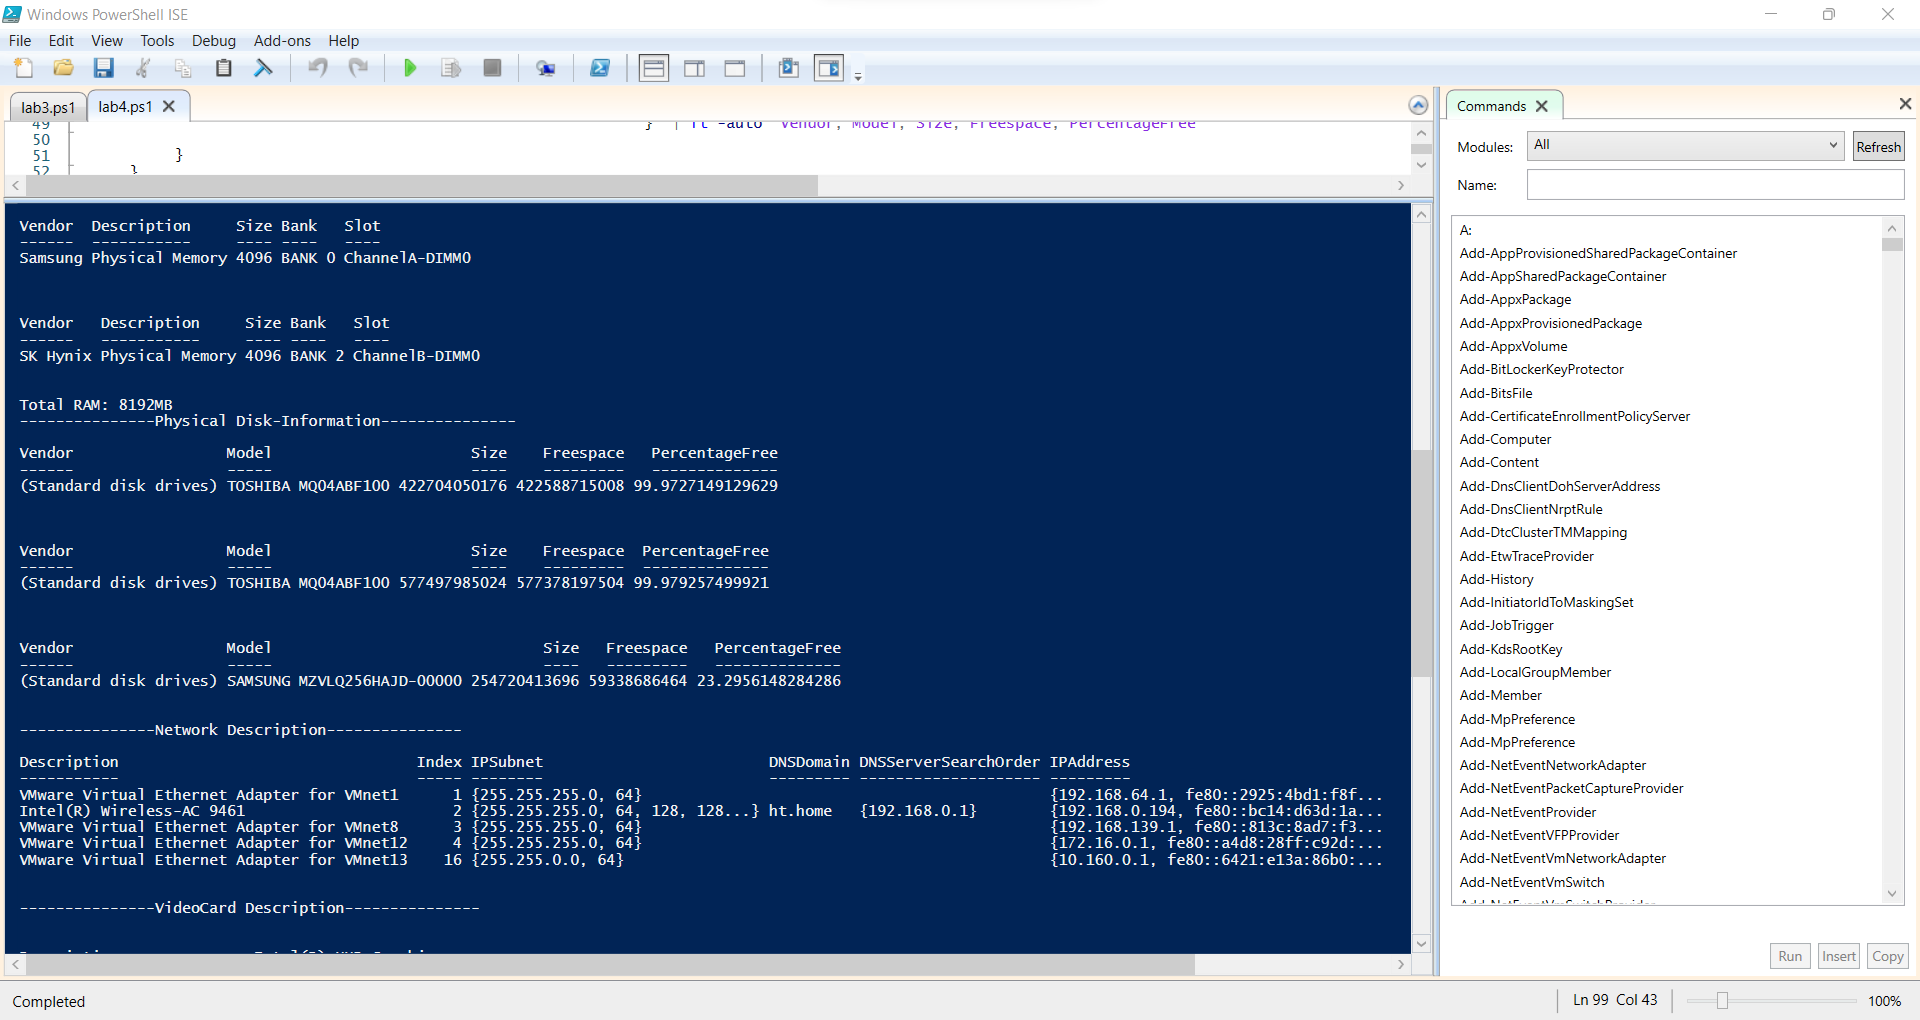 Windows PowerShell ISE
File Edit View Tools Debug Add-ons Help
lab3.ps1 lab4.ps1
49 } | ft -auto Vendor, Model, Size, Freespace, PercentageFree
50
51 }
52 }
Vendor Description Size Bank Slot
------ ----------- ---- ---- ----
Samsung Physical Memory 4096 BANK 0 ChannelA-DIMM0
Vendor Description Size Bank Slot
------ ----------- ---- ---- ----
SK Hynix Physical Memory 4096 BANK 2 ChannelB-DIMM0
Total RAM: 8192MB
---------------Physical Disk-Information---------------
Vendor Model Size Freespace PercentageFree
------ ----- ---- --------- --------------
(Standard disk drives) TOSHIBA MQ04ABF100 422704050176 422588715008 99.9727149129629
Vendor Model Size Freespace PercentageFree
------ ----- ---- --------- --------------
(Standard disk drives) TOSHIBA MQ04ABF100 577497985024 577378197504 99.979257499921
Vendor Model Size Freespace PercentageFree
------ ----- ---- --------- --------------
(Standard disk drives) SAMSUNG MZVLQ256HAJD-00000 254720413696 59338686464 23.2956148284286
---------------Network Description---------------
Description Index IPSubnet DNSDomain DNSServerSearchOrder IPAddress
----------- ----- -------- --------- -------------------- ---------
VMware Virtual Ethernet Adapter for VMnet1 1 {255.255.255.0, 64} {192.168.64.1, fe80::2925:4bd1:f8f...
Intel(R) Wireless-AC 9461 2 {255.255.255.0, 64, 128, 128...} ht.home {192.168.0.1} {192.168.0.194, fe80::bc14:d63d:1a...
VMware Virtual Ethernet Adapter for VMnet8 3 {255.255.255.0, 64} {192.168.139.1, fe80::813c:8ad7:f3...
VMware Virtual Ethernet Adapter for VMnet12 4 {255.255.255.0, 64} {172.16.0.1, fe80::a4d8:28ff:c92d:...
VMware Virtual Ethernet Adapter for VMnet13 16 {255.255.0.0, 64} {10.160.0.1, fe80::6421:e13a:86b0:...
---------------VideoCard Description---------------
Commands
Modules: All Refresh
Name:
A:
Add-AppProvisionedSharedPackageContainer
Add-AppSharedPackageContainer
Add-AppxPackage
Add-AppxProvisionedPackage
Add-AppxVolume
Add-BitLockerKeyProtector
Add-BitsFile
Add-CertificateEnrollmentPolicyServer
Add-Computer
Add-Content
Add-DnsClientDohServerAddress
Add-DnsClientNrptRule
Add-DtcClusterTMMapping
Add-EtwTraceProvider
Add-History
Add-InitiatorIdToMaskingSet
Add-JobTrigger
Add-KdsRootKey
Add-LocalGroupMember
Add-Member
Add-MpPreference
Add-MpPreference
Add-NetEventNetworkAdapter
Add-NetEventPacketCaptureProvider
Add-NetEventProvider
Add-NetEventVFPProvider
Add-NetEventVmNetworkAdapter
Add-NetEventVmSwitch
Run Insert Copy
Completed Ln 99 Col 43 100%